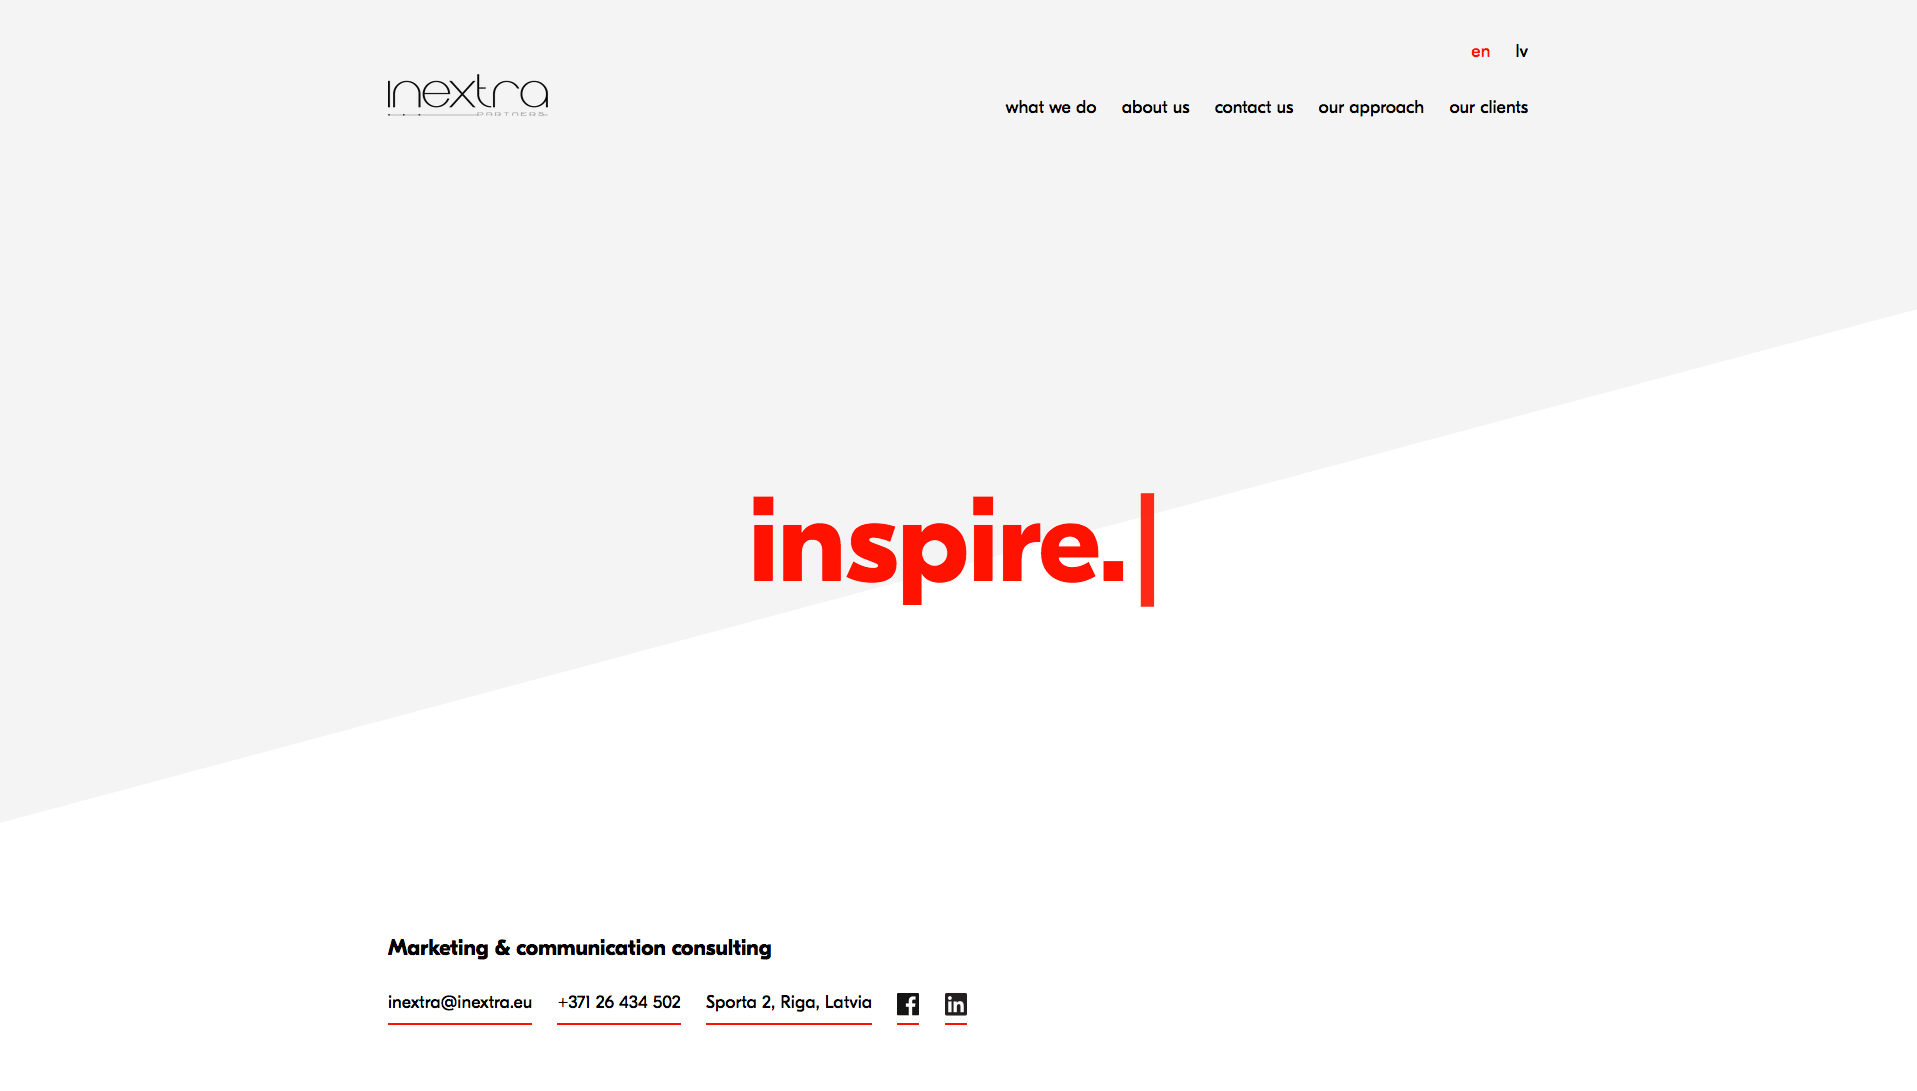 en lv
inextra
PARTNERS
what we do about us contact us our approach our clients
inspire.
Marketing & communication consulting
inextra@inextra.eu +371 26 434 502 Sporta 2, Riga, Latvia